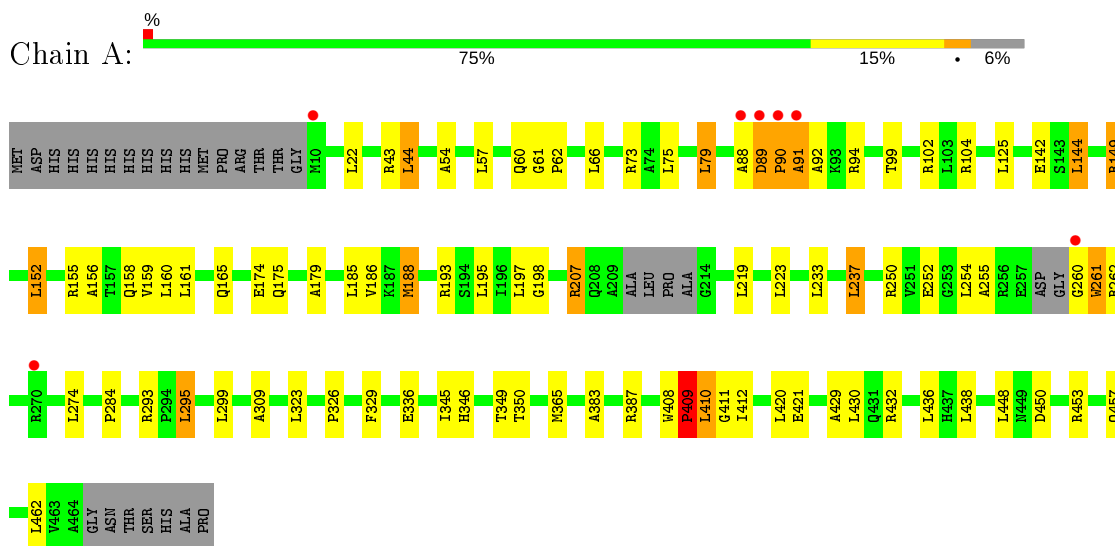 %
Chain A:
75% 15% • 6%
MET ASP HIS HIS HIS HIS HIS HIS HIS HIS MET PRO ARG THR THR GLY M10 L22 R43 L44 A54 L57 Q60 G61 P62 L66 R73 A74 L75 L79 A88 D89 P90 A91 A92 K93 R94 T99 R102 L103 R104 L125 E142 S143 L144
L152 R155 A156 T157 Q158 V159 L160 L161 Q165 E174 Q175 A179 L185 V186 K187 M188 R193 S194 L195 I196 L197 G198 R207 Q208 A209 ALA LEU PRO ALA G214 L219 L223 L233 L237 R250 V251 E252 G253 L254 A255 R256 E257 ASP GLY G260 W261
R270 L274 P284 R293 P294 L295 L299 A309 L323 P326 F329 E336 I345 H346 T349 T350 M365 A383 R387 W408 P409 L410 G411 I412 L420 E421 A429 L430 Q431 R432 L436 H437 L438 L448 N449 D450 R453
L462 V463 A464 GLY ASN THR SER HIS ALA PRO